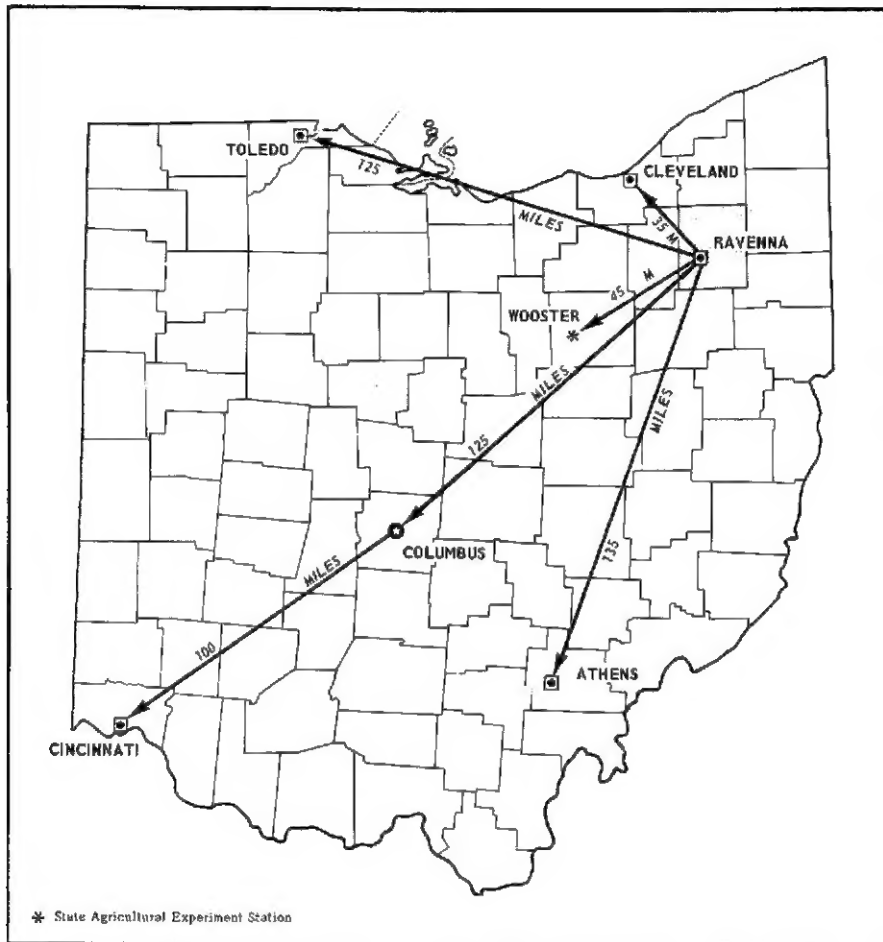 TOLEDO
125
MILES
CLEVELAND
35 M
RAVENNA
45 M
WOOSTER
MILES
125
MILES
135
COLUMBUS
MILES
100
ATHENS
CINCINNATI
* State Agricultural Experiment Station